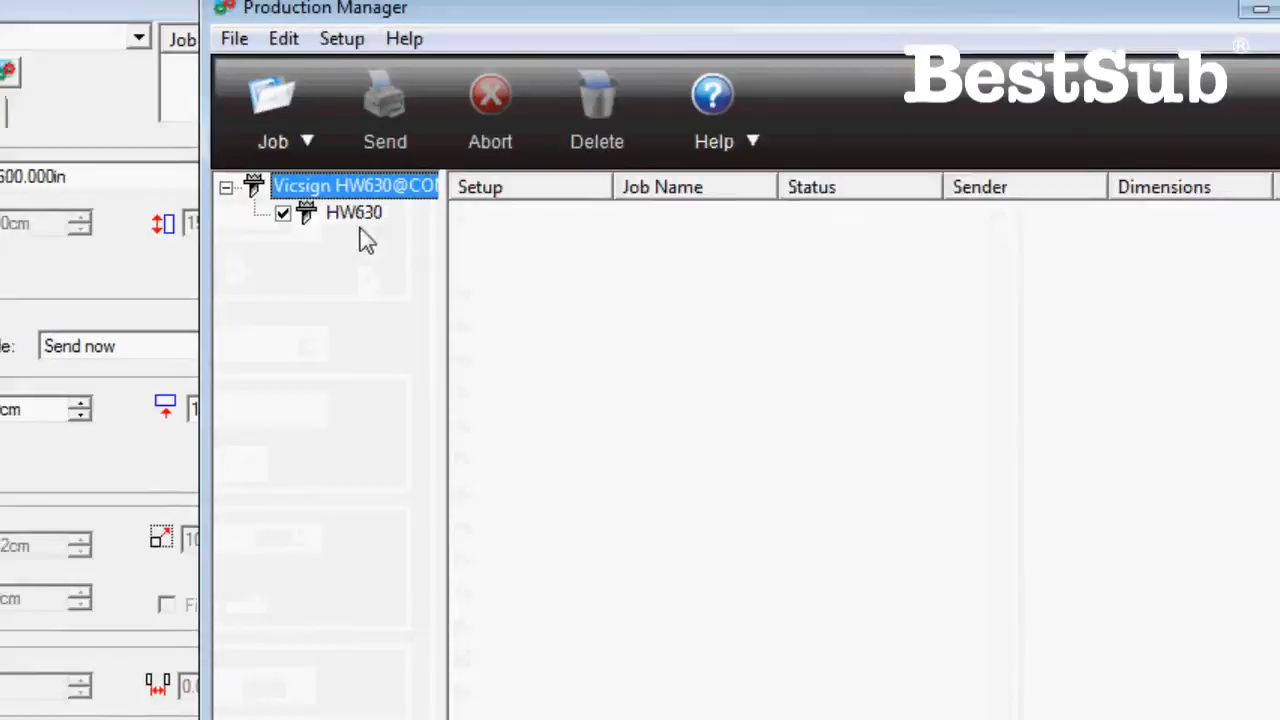 Production Manager
File Edit Setup Help
Job
BestSub®
Job Send Abort Delete Help
500.000in
Vicsign HW630@CO
Setup Job Name Status Sender Dimensions
HW630
0cm
Send now
cm
2cm
cm